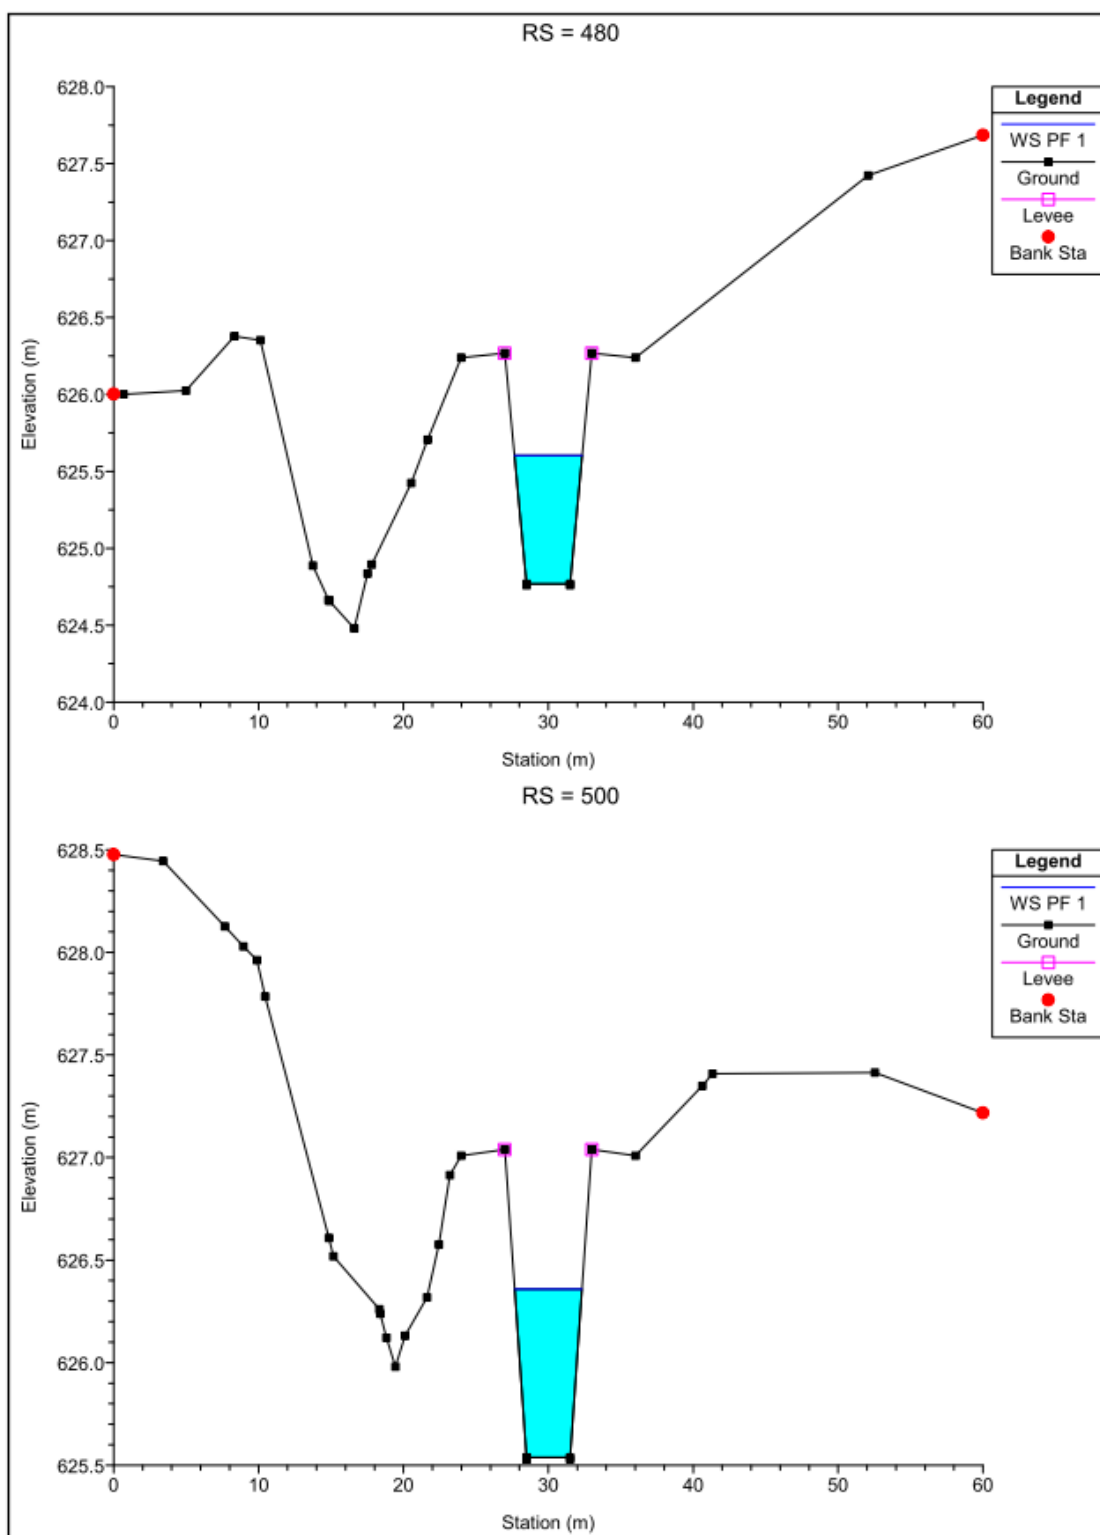 RS = 480
628.0
627.5
627.0
626.5
626.0
625.5
625.0
624.5
624.0
Elevation (m)
0 10 20 30 40 50 60
Station (m)
Legend
WS PF 1
Ground
Levee
Bank Sta
RS = 500
628.5
628.0
627.5
627.0
626.5
626.0
625.5
Elevation (m)
0 10 20 30 40 50 60
Station (m)
Legend
WS PF 1
Ground
Levee
Bank Sta